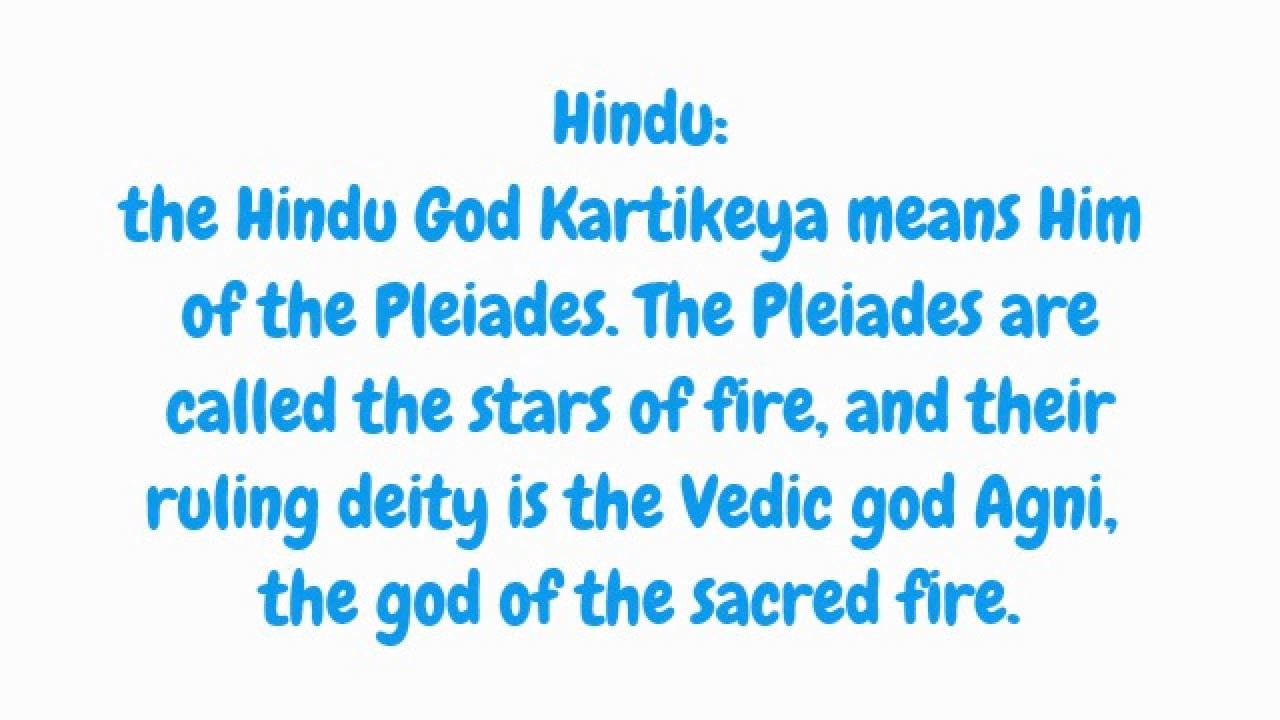 Hindu:
the Hindu God Kartikeya means Him
of the Pleiades. The Pleiades are
called the stars of fire, and their
ruling deity is the Vedic god Agni,
the god of the sacred fire.